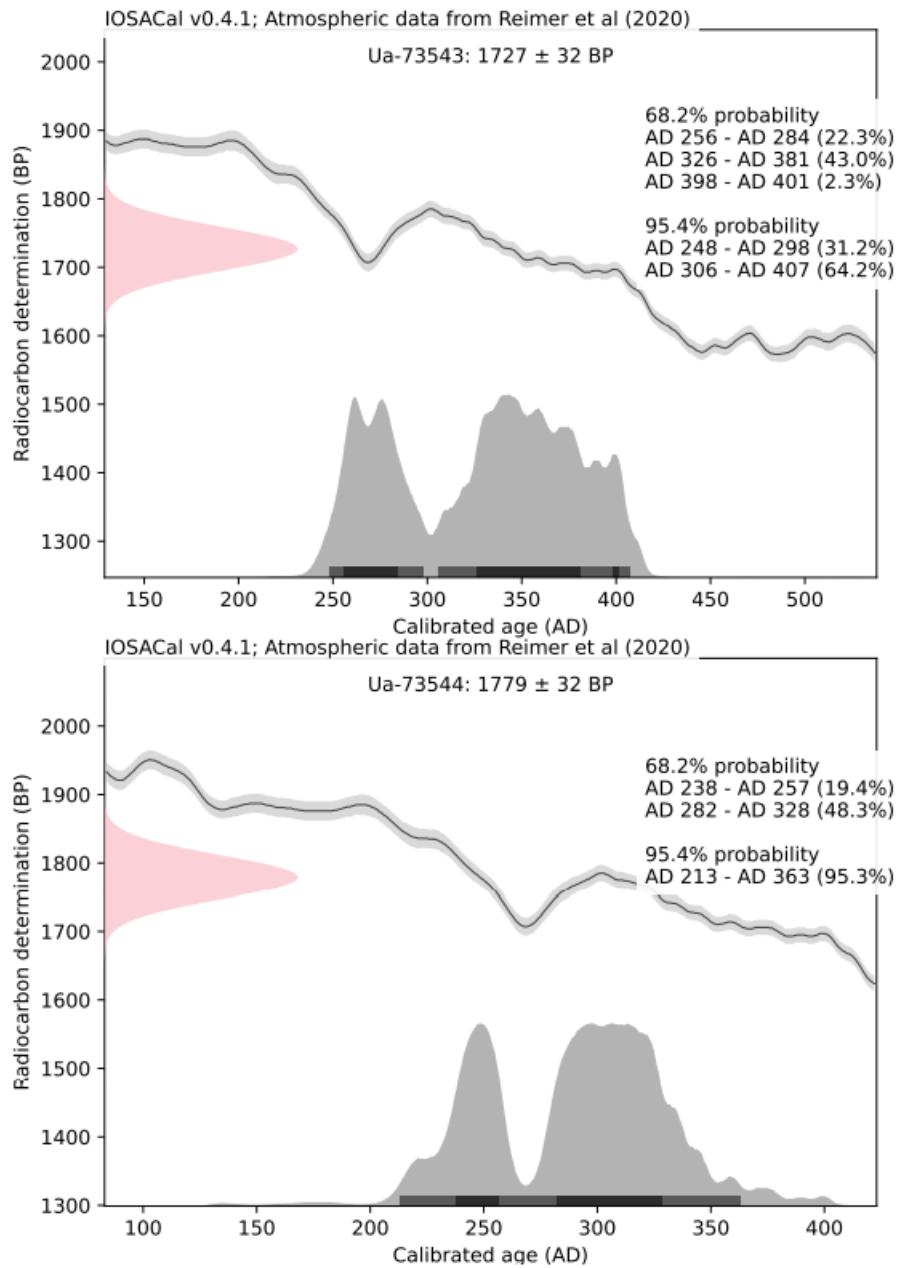 IOSACal v0.4.1; Atmospheric data from Reimer et al (2020)
Ua-73543: 1727 ± 32 BP
68.2% probability
AD 256 - AD 284 (22.3%)
AD 326 - AD 381 (43.0%)
AD 398 - AD 401 (2.3%)
95.4% probability
AD 248 - AD 298 (31.2%)
AD 306 - AD 407 (64.2%)
Radiocarbon determination (BP)
2000
1900
1800
1700
1600
1500
1400
1300
150 200 250 300 350 400 450 500
Calibrated age (AD)
IOSACal v0.4.1; Atmospheric data from Reimer et al (2020)
Ua-73544: 1779 ± 32 BP
68.2% probability
AD 238 - AD 257 (19.4%)
AD 282 - AD 328 (48.3%)
95.4% probability
AD 213 - AD 363 (95.3%)
Radiocarbon determination (BP)
2000
1900
1800
1700
1600
1500
1400
1300
100 150 200 250 300 350 400
Calibrated age (AD)